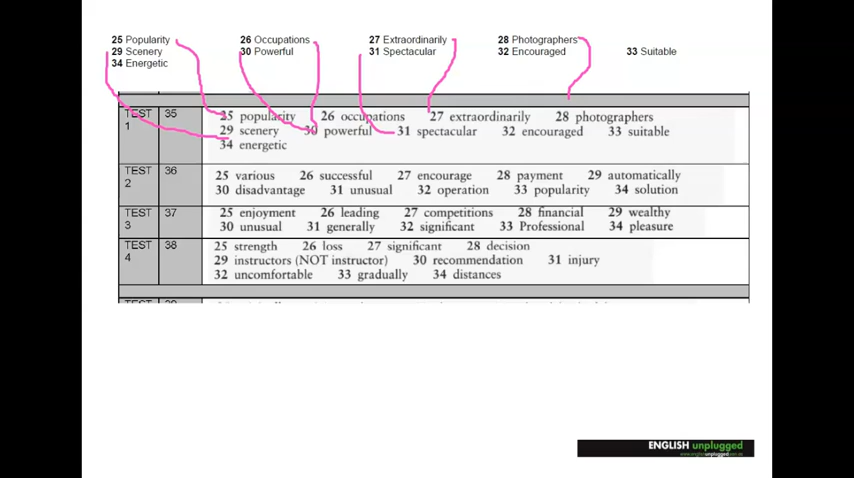 25 Popularity 26 Occupations 27 Extraordinarily 28 Photographers
29 Scenery 30 Powerful 31 Spectacular 32 Encouraged 33 Suitable
34 Energetic
TEST 1 35 25 popularity 26 occupations 27 extraordinarily 28 photographers
29 scenery 30 powerful 31 spectacular 32 encouraged 33 suitable
34 energetic
TEST 2 36 25 various 26 successful 27 encourage 28 payment 29 automatically
30 disadvantage 31 unusual 32 operation 33 popularity 34 solution
TEST 3 37 25 enjoyment 26 leading 27 competitions 28 financial 29 wealthy
30 unusual 31 generally 32 significant 33 Professional 34 pleasure
TEST 4 38 25 strength 26 loss 27 significant 28 decision
29 instructors (NOT instructor) 30 recommendation 31 injury
32 uncomfortable 33 gradually 34 distances
TEST 39
ENGLISH unplugged